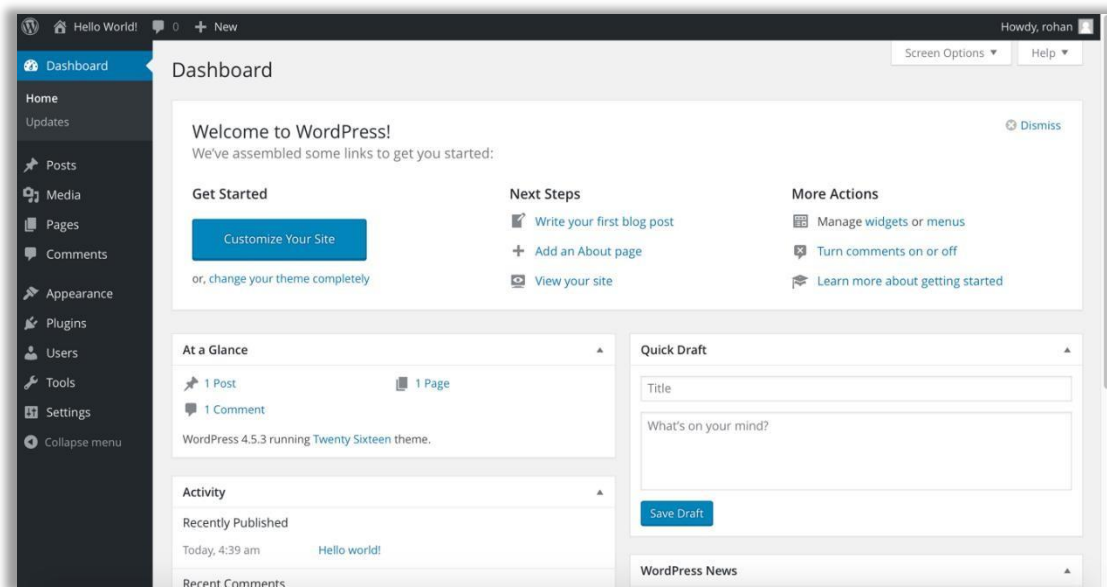 Hello World! 0 New Howdy, rohan
Screen Options Help
Dashboard
Home
Updates
Posts
Media
Pages
Comments
Appearance
Plugins
Users
Tools
Settings
Collapse menu
Dashboard
Welcome to WordPress!
Dismiss
We've assembled some links to get you started:
Get Started
Customize Your Site
or, change your theme completely
Next Steps
Write your first blog post
Add an About page
View your site
More Actions
Manage widgets or menus
Turn comments on or off
Learn more about getting started
At a Glance
1 Post 1 Page
1 Comment
WordPress 4.5.3 running Twenty Sixteen theme.
Activity
Recently Published
Today, 4:39 am Hello world!
Recent Comments
Quick Draft
Title
What's on your mind?
Save Draft
WordPress News